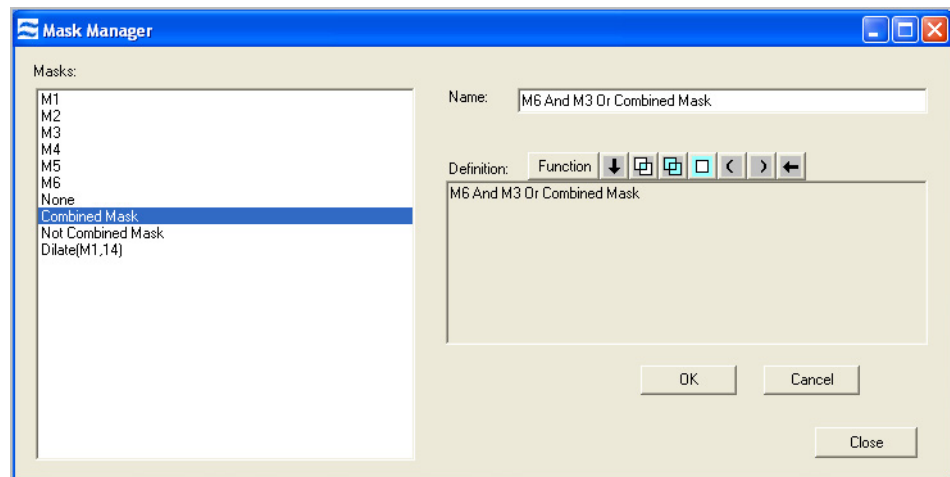 Mask Manager
Masks:
M1
M2
M3
M4
M5
M6
None
Combined Mask
Not Combined Mask
Dilate(M1,14)
Name: M6 And M3 Or Combined Mask
Definition: Function
M6 And M3 Or Combined Mask
OK Cancel
Close